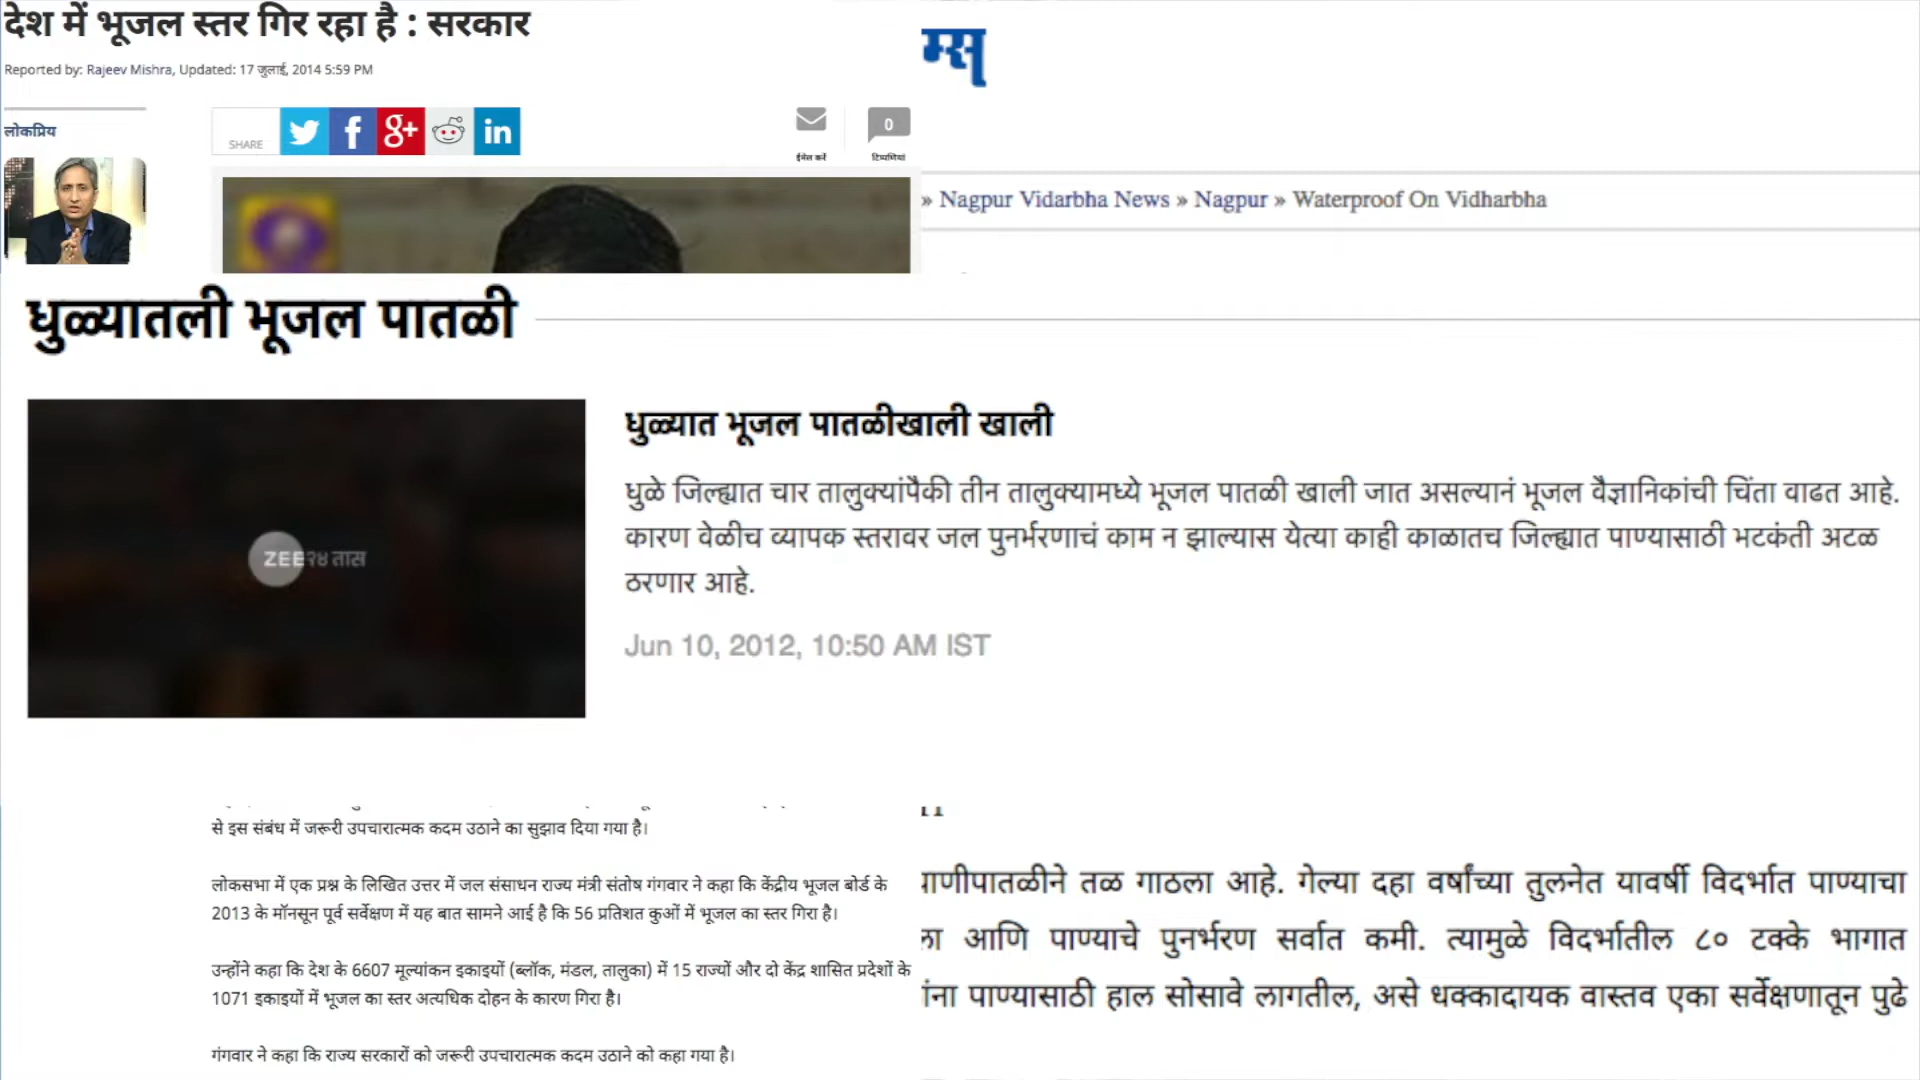 देश में भूजल स्तर गिर रहा है : सरकार
Reported by: Rajeev Mishra, Updated: 17 जुलाई, 2014 5:59 PM
लोकप्रिय
SHARE
ईमेल करें
0
टिप्पणियां
म्स
» Nagpur Vidarbha News » Nagpur » Waterproof On Vidharbha
धुळ्यातली भूजल पातळी
ZEE२४ तास
धुळ्यात भूजल पातळीखाली खाली
धुळे जिल्ह्यात चार तालुक्यांपैकी तीन तालुक्यामध्ये भूजल पातळी खाली जात असल्यानं भूजल वैज्ञानिकांची चिंता वाढत आहे.
कारण वेळीच व्यापक स्तरावर जल पुनर्भरणाचं काम न झाल्यास येत्या काही काळातच जिल्ह्यात पाण्यासाठी भटकंती अटळ
ठरणार आहे.
Jun 10, 2012, 10:50 AM IST
से इस संबंध में जरूरी उपचारात्मक कदम उठाने का सुझाव दिया गया है।
लोकसभा में एक प्रश्न के लिखित उत्तर में जल संसाधन राज्य मंत्री संतोष गंगवार ने कहा कि केंद्रीय भूजल बोर्ड के
2013 के मॉनसून पूर्व सर्वेक्षण में यह बात सामने आई है कि 56 प्रतिशत कुओं में भूजल का स्तर गिरा है।
उन्होंने कहा कि देश के 6607 मूल्यांकन इकाइयों (ब्लॉक, मंडल, तालुका) में 15 राज्यों और दो केंद्र शासित प्रदेशों के
1071 इकाइयों में भूजल का स्तर अत्यधिक दोहन के कारण गिरा है।
गंगवार ने कहा कि राज्य सरकारों को जरूरी उपचारात्मक कदम उठाने को कहा गया है।
तळ गाठला आहे. गेल्या दहा वर्षांच्या तुलनेत यावर्षी विदर्भात पाण्याचा
आणि पाण्याचे पुनर्भरण सर्वात कमी. त्यामुळे विदर्भातील ८० टक्के भागात
पाण्यासाठी हाल सोसावे लागतील, असे धक्कादायक वास्तव एका सर्वेक्षणातून पुढे